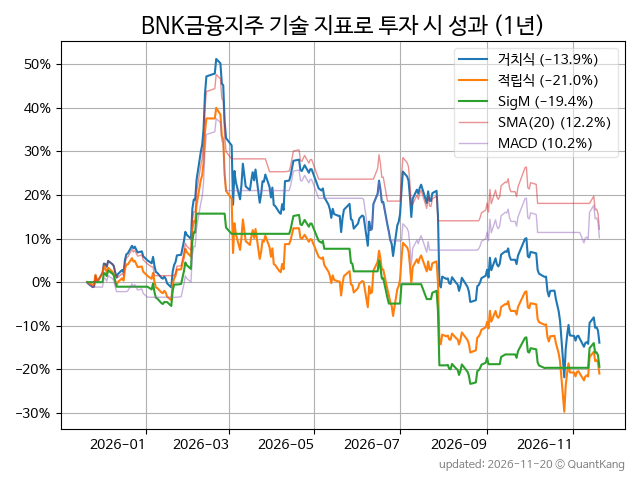 BNK금융지주 기술 지표로 투자 시 성과 (1년)
거치식 (−13.9%)
적립식 (−21.0%)
SigM (−19.4%)
SMA(20) (12.2%)
MACD (10.2%)
50%
40%
30%
20%
10%
0%
−10%
−20%
−30%
2026-01
2026-03
2026-05
2026-07
2026-09
2026-11
updated: 2026-11-20 © QuantKang